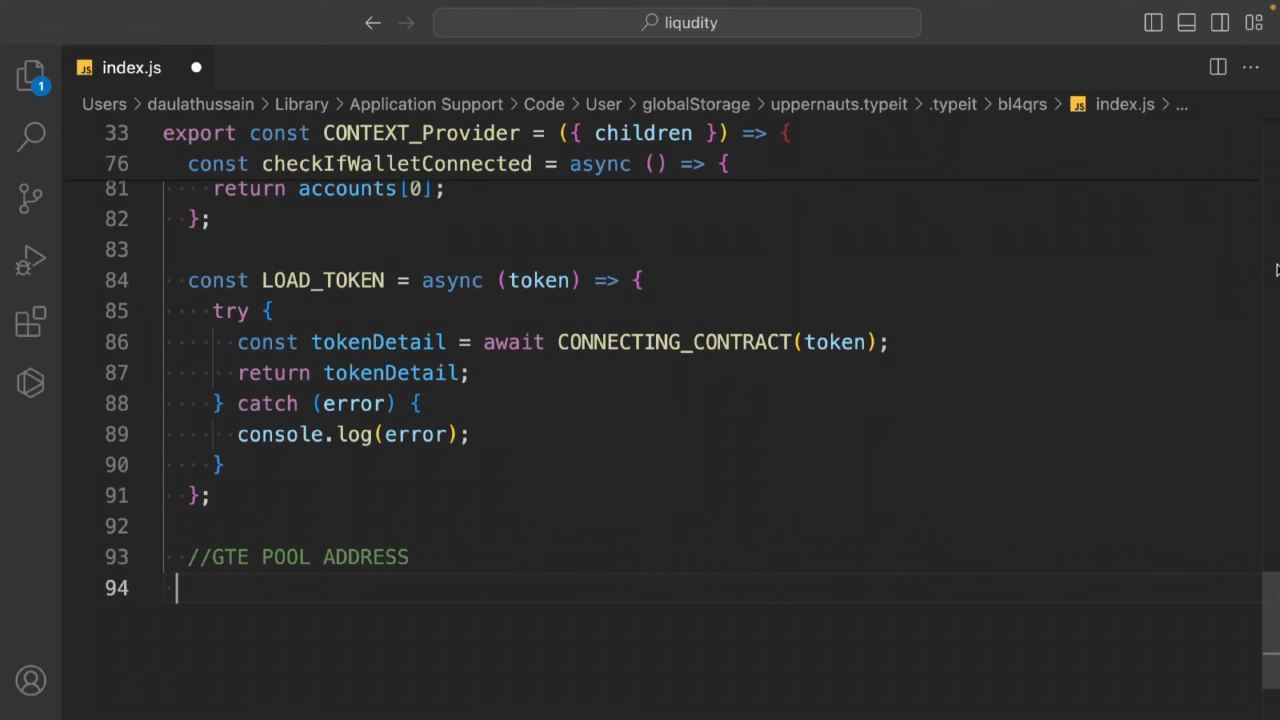 liqudity
JS index.js
1
Users > daulathussain > Library > Application Support > Code > User > globalStorage > uppernauts.typeit > .typeit > bl4qrs > JS index.js > ...
33 export const CONTEXT_Provider = ({ children }) => {
76 const checkIfWalletConnected = async () => {
81 return accounts[0];
82 };
83
84 const LOAD_TOKEN = async (token) => {
85 try {
86 const tokenDetail = await CONNECTING_CONTRACT(token);
87 return tokenDetail;
88 } catch (error) {
89 console.log(error);
90 }
91 };
92
93 //GTE POOL ADDRESS
94